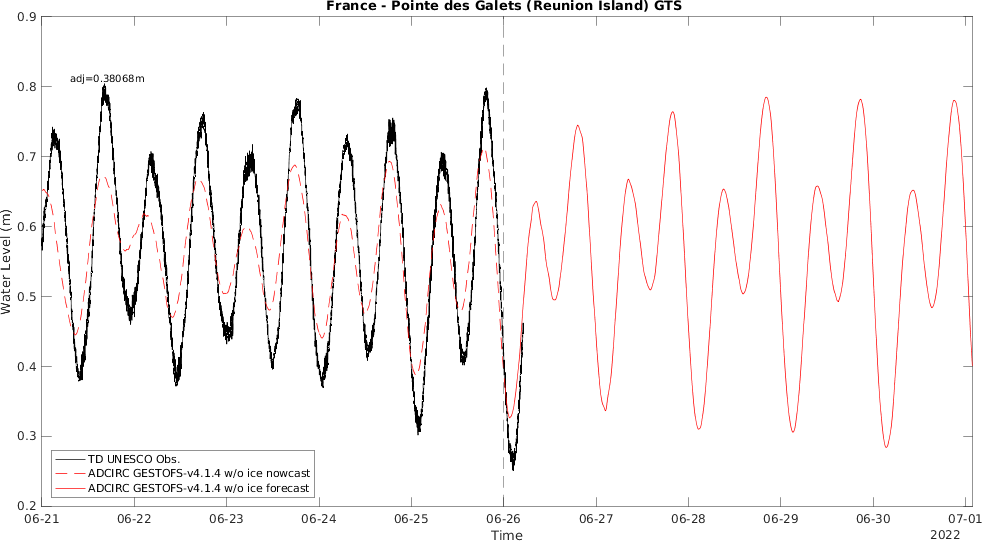 France - Pointe des Galets (Reunion Island) GTS
0.9
0.8
0.7
0.6
0.5
0.4
0.3
0.2
Water Level (m)
adj=0.38068m
TD UNESCO Obs.
ADCIRC GESTOFS-v4.1.4 w/o ice nowcast
ADCIRC GESTOFS-v4.1.4 w/o ice forecast
06-21 06-22 06-23 06-24 06-25 06-26 06-27 06-28 06-29 06-30 07-01
Time
2022